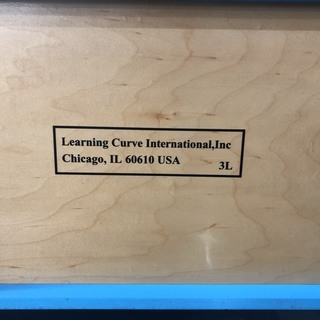 Learning Curve International,Inc
Chicago, IL 60610 USA 3L